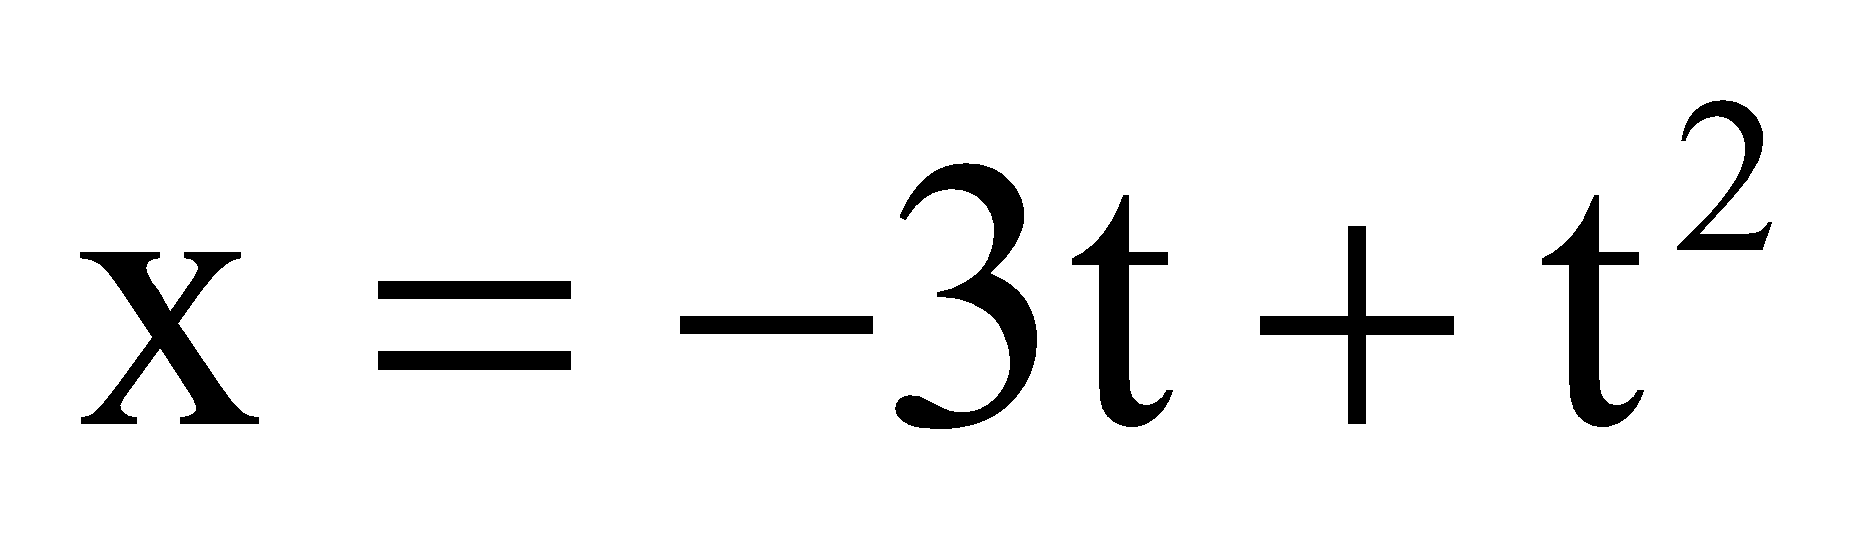 x = −3t + t²